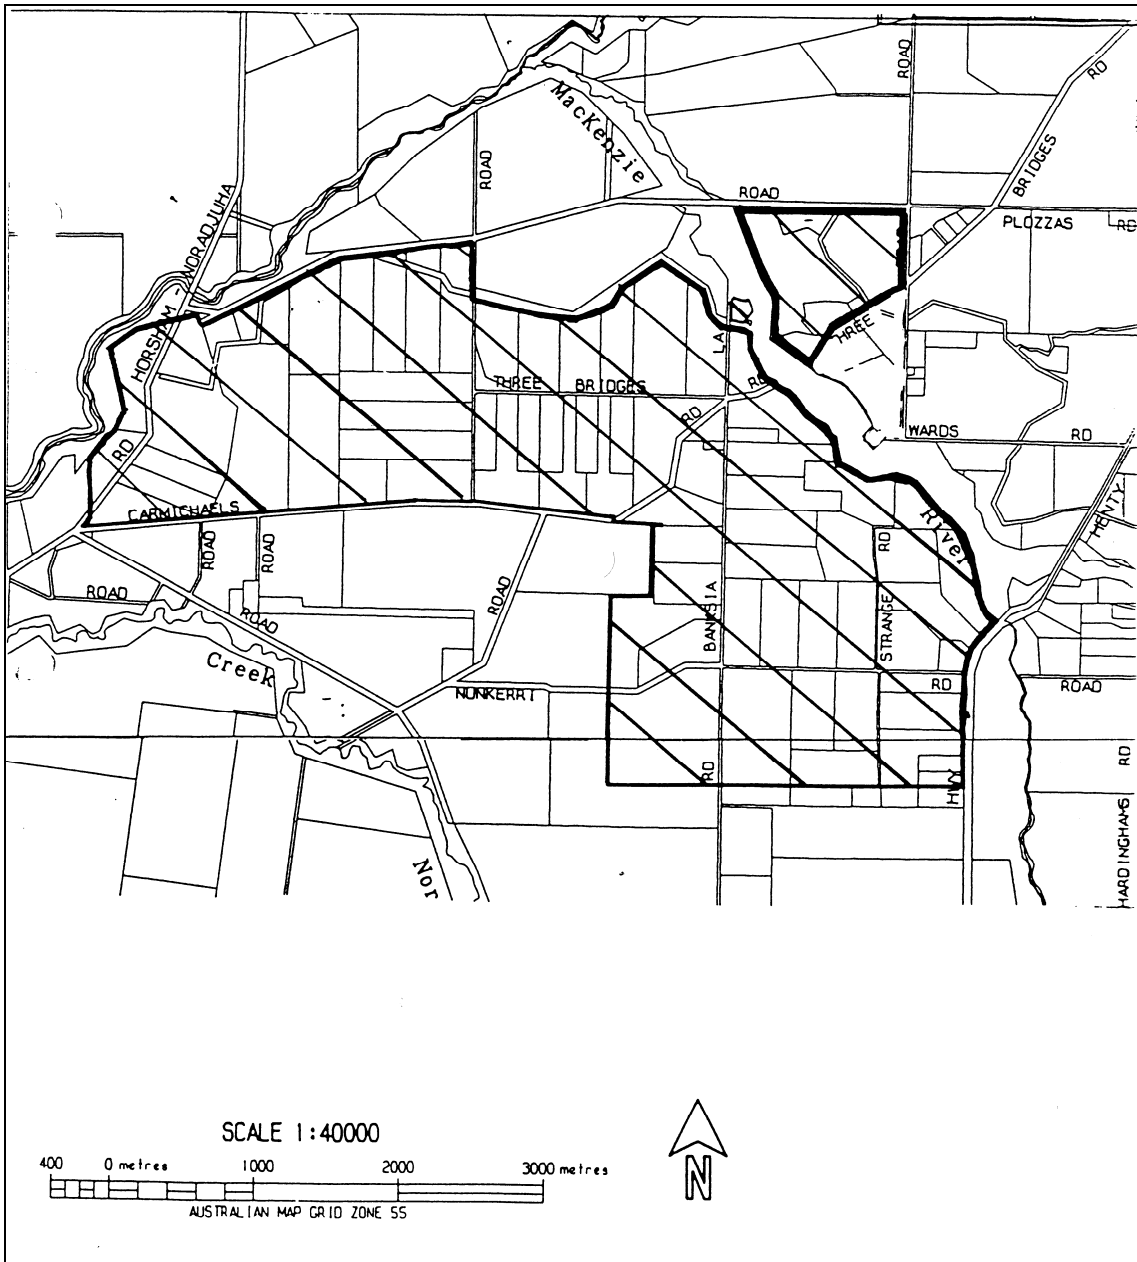 ROAD
RD
MacKenzie
BRIDGES
ROAD
ROAD
PLOZZAS
RD
HORSHAM - NORADJUHA
HREE
LA
THREE BRIDGES RD
RD
WARDS RD
RD
HENTY
CARMICHAELS
River
ROAD
ROAD
RD
ROAD
ROAD
ROAD
BANKSIA
STRANGE
Creek
NUNKERRI
RD
ROAD
RD
RD
HWY
HARDINGHAMS
Nor
SCALE 1:40000
400 0 metres 1000 2000 3000 metres
AUSTRALIAN MAP GRID ZONE 55
N